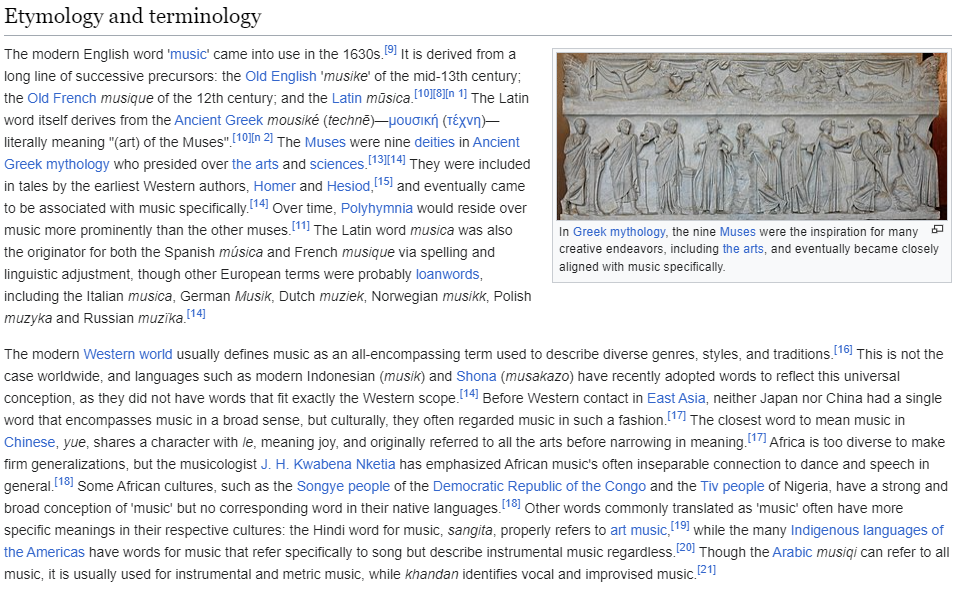 Etymology and terminology
The modern English word 'music' came into use in the 1630s.[9] It is derived from a
long line of successive precursors: the Old English 'musike' of the mid-13th century;
the Old French musique of the 12th century; and the Latin mūsica.[10][8][n 1] The Latin
word itself derives from the Ancient Greek mousiké (technē)—μουσική (τέχνη)—
literally meaning "(art) of the Muses".[10][n 2] The Muses were nine deities in Ancient
Greek mythology who presided over the arts and sciences.[13][14] They were included
in tales by the earliest Western authors, Homer and Hesiod,[15] and eventually came
to be associated with music specifically.[14] Over time, Polyhymnia would reside over
music more prominently than the other muses.[11] The Latin word musica was also
the originator for both the Spanish música and French musique via spelling and
linguistic adjustment, though other European terms were probably loanwords,
including the Italian musica, German Musik, Dutch muziek, Norwegian musikk, Polish
muzyka and Russian muzïka.[14]
In Greek mythology, the nine Muses were the inspiration for many
creative endeavors, including the arts, and eventually became closely
aligned with music specifically.
The modern Western world usually defines music as an all-encompassing term used to describe diverse genres, styles, and traditions.[16] This is not the
case worldwide, and languages such as modern Indonesian (musik) and Shona (musakazo) have recently adopted words to reflect this universal
conception, as they did not have words that fit exactly the Western scope.[14] Before Western contact in East Asia, neither Japan nor China had a single
word that encompasses music in a broad sense, but culturally, they often regarded music in such a fashion.[17] The closest word to mean music in
Chinese, yue, shares a character with le, meaning joy, and originally referred to all the arts before narrowing in meaning.[17] Africa is too diverse to make
firm generalizations, but the musicologist J. H. Kwabena Nketia has emphasized African music's often inseparable connection to dance and speech in
general.[18] Some African cultures, such as the Songye people of the Democratic Republic of the Congo and the Tiv people of Nigeria, have a strong and
broad conception of 'music' but no corresponding word in their native languages.[18] Other words commonly translated as 'music' often have more
specific meanings in their respective cultures: the Hindi word for music, sangita, properly refers to art music,[19] while the many Indigenous languages of
the Americas have words for music that refer specifically to song but describe instrumental music regardless.[20] Though the Arabic musiqi can refer to all
music, it is usually used for instrumental and metric music, while khandan identifies vocal and improvised music.[21]